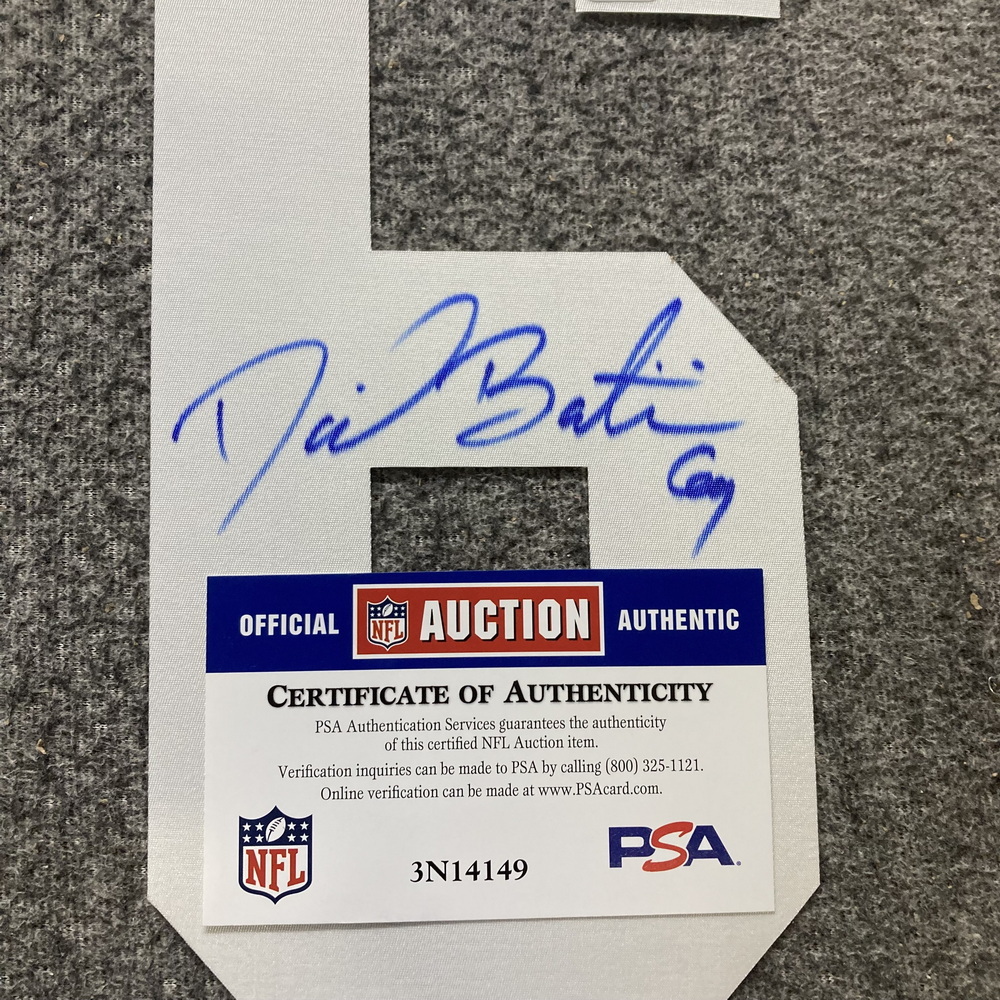 OFFICIAL NFL AUCTION AUTHENTIC
CERTIFICATE OF AUTHENTICITY
PSA Authentication Services guarantees the authenticity
of this certified NFL Auction item.
Verification inquiries can be made to PSA by calling (800) 325-1121.
Online verification can be made at www.PSAcard.com.
NFL 3N14149 PSA